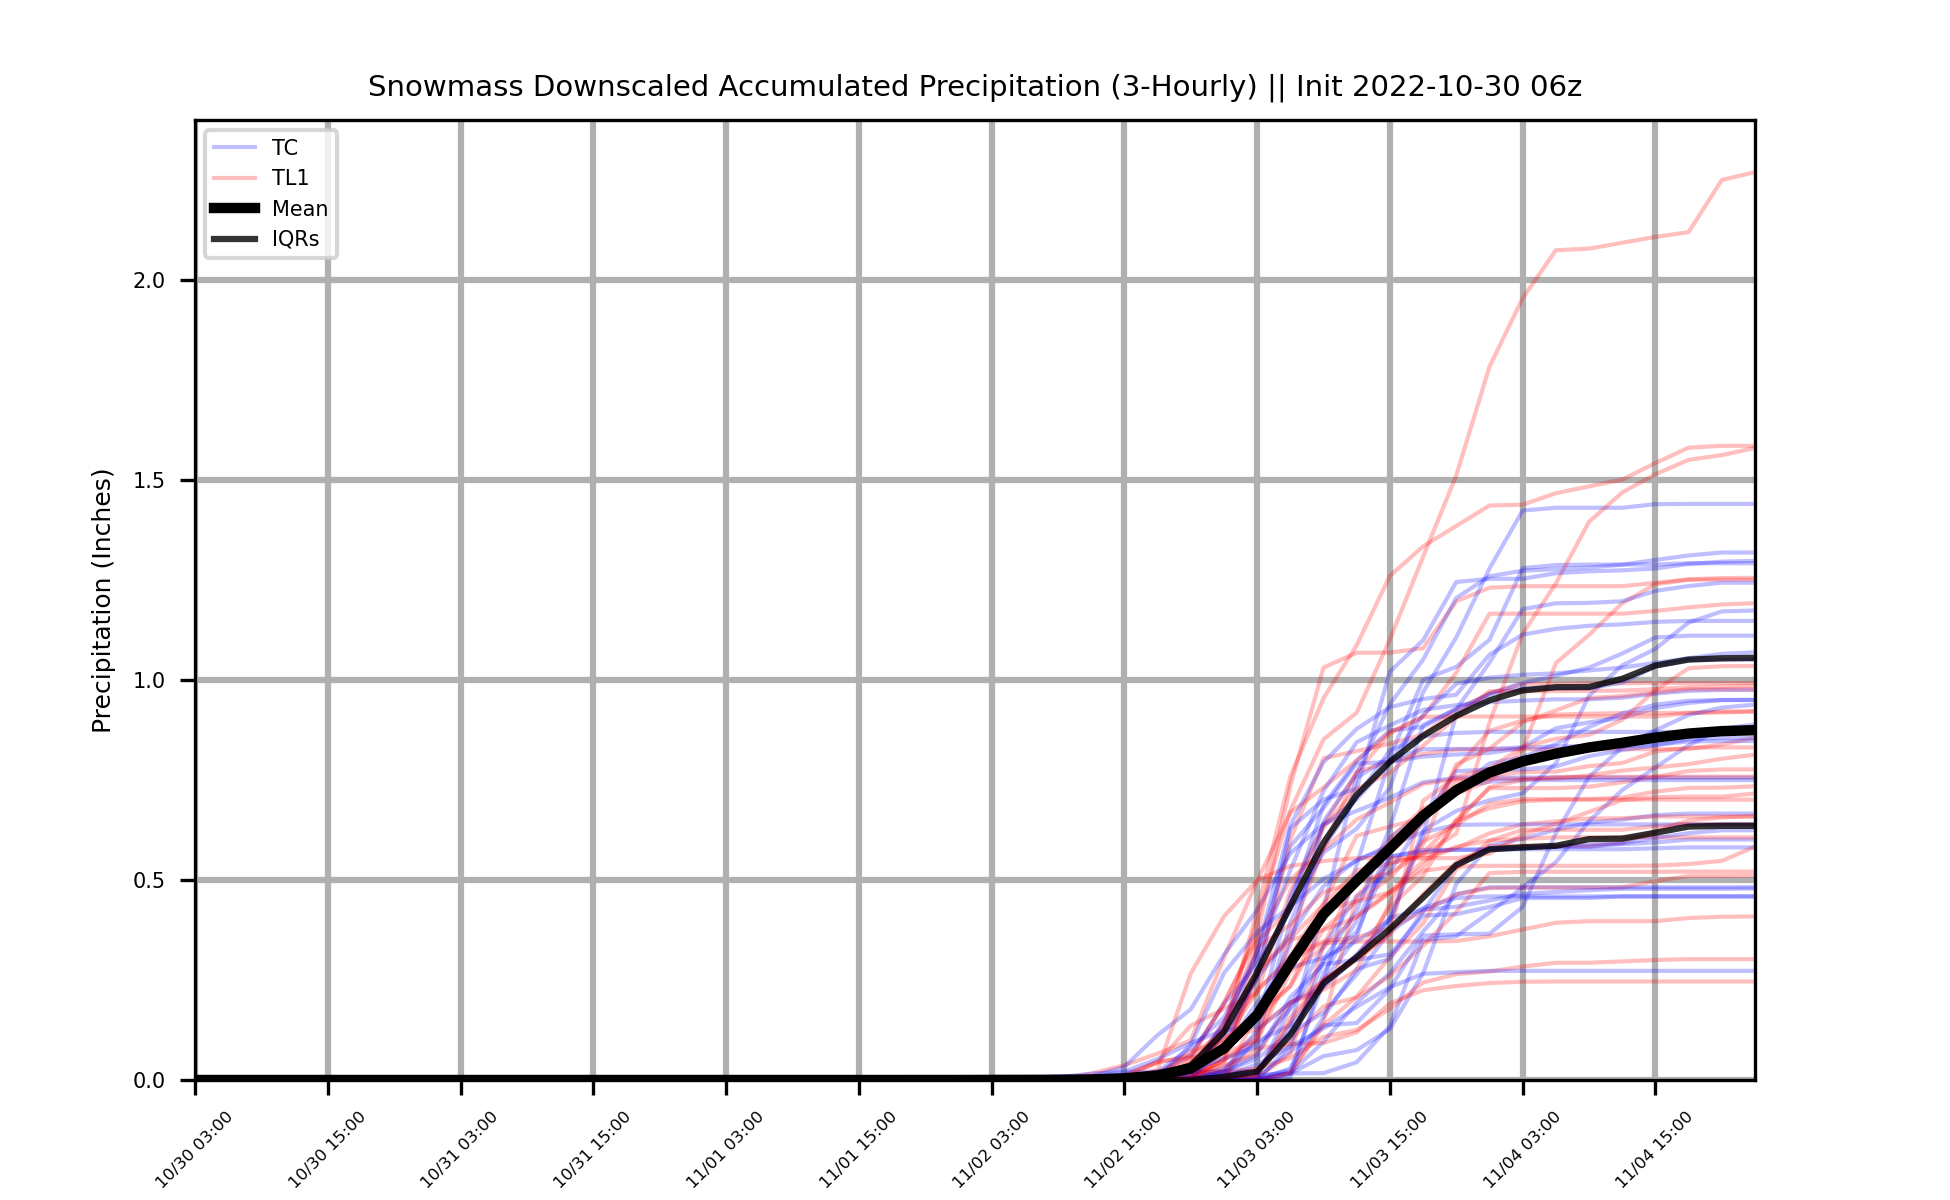 Snowmass Downscaled Accumulated Precipitation (3-Hourly) || Init 2022-10-30 06z
TC
TL1
Mean
IQRs
Precipitation (Inches)
2.0
1.5
1.0
0.5
0.0
10/30 03:00
10/30 15:00
10/31 03:00
10/31 15:00
11/01 03:00
11/01 15:00
11/02 03:00
11/02 15:00
11/03 03:00
11/03 15:00
11/04 03:00
11/04 15:00